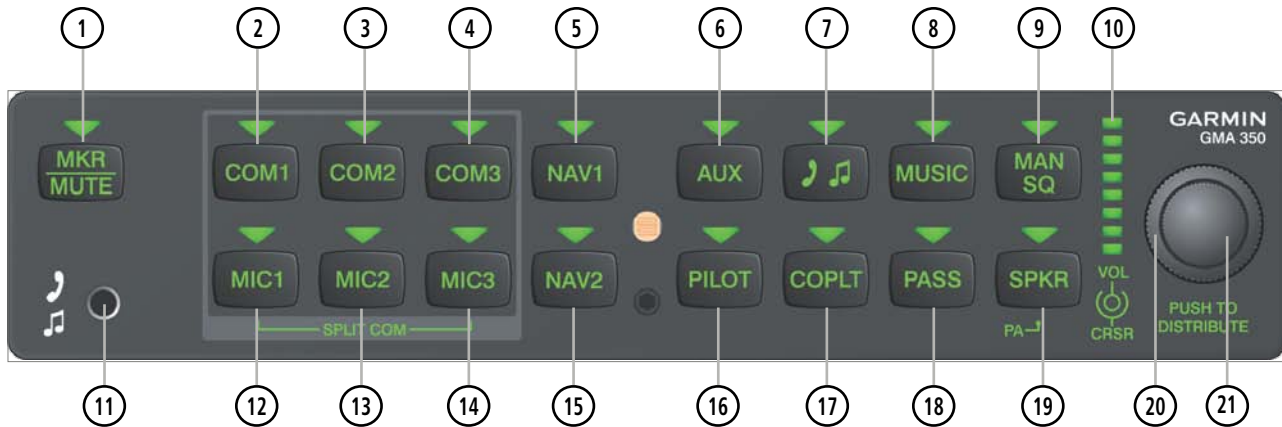 1 2 3 4 5 6 7 8 9 10
GARMIN
GMA 350
MKR
MUTE
COM1 COM2 COM3 NAV1 AUX MUSIC MAN
SQ
MIC1 MIC2 MIC3 NAV2 PILOT COPLT PASS SPKR
VOL
CRSR
PUSH TO
DISTRIBUTE
SPLIT COM
PA
11 12 13 14 15 16 17 18 19 20 21